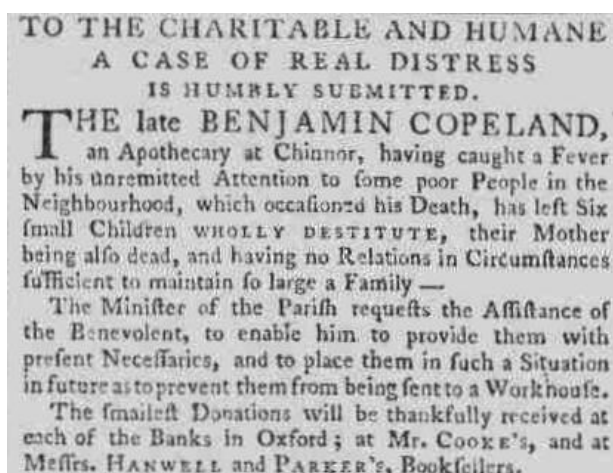 TO THE CHARITABLE AND HUMANE
A CASE OF REAL DISTRESS
IS HUMBLY SUBMITTED.
THE late BENJAMIN COPELAND,
an Apothecary at Chinnor, having caught a Fever
by his unremitted Attention to ſome poor People in the
Neighbourhood, which occaſioned his Death, has left Six
ſmall Children WHOLLY DESTITUTE, their Mother
being alſo dead, and having no Relations in Circumſtances
ſufficient to maintain ſo large a Family —
The Miniſter of the Pariſh requeſts the Aſſiſtance of
the Benevolent, to enable him to provide them with
preſent Neceſſaries, and to place them in ſuch a Situation
in future as to prevent them from being ſent to a Workhouſe.
The ſmalleſt Donations will be thankfully received at
each of the Banks in Oxford; at Mr. COOKE's, and at
Meſſrs. HANWELL and PARKER's, Bookſellers.